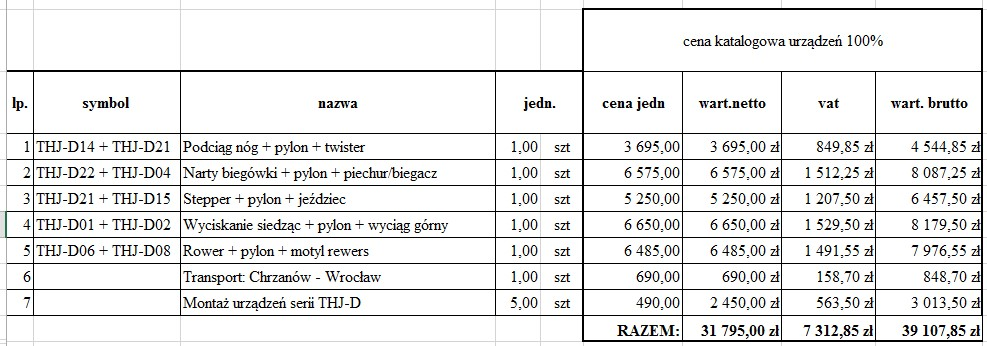 cena katalogowa urządzeń 100%
lp. symbol nazwa jedn. cena jedn wart.netto vat wart. brutto
1 THJ-D14 + THJ-D21 Podciąg nóg + pylon + twister 1,00 szt 3 695,00 3 695,00 zł 849,85 zł 4 544,85 zł
2 THJ-D22 + THJ-D04 Narty biegówki + pylon + piechur/biegacz 1,00 szt 6 575,00 6 575,00 zł 1 512,25 zł 8 087,25 zł
3 THJ-D21 + THJ-D15 Stepper + pylon + jeździec 1,00 szt 5 250,00 5 250,00 zł 1 207,50 zł 6 457,50 zł
4 THJ-D01 + THJ-D02 Wyciskanie siedząc + pylon + wyciąg górny 1,00 szt 6 650,00 6 650,00 zł 1 529,50 zł 8 179,50 zł
5 THJ-D06 + THJ-D08 Rower + pylon + motyl rewers 1,00 szt 6 485,00 6 485,00 zł 1 491,55 zł 7 976,55 zł
6 Transport: Chrzanów - Wrocław 1,00 szt 690,00 690,00 zł 158,70 zł 848,70 zł
7 Montaż urządzeń serii THJ-D 5,00 szt 490,00 2 450,00 zł 563,50 zł 3 013,50 zł
RAZEM: 31 795,00 zł 7 312,85 zł 39 107,85 zł